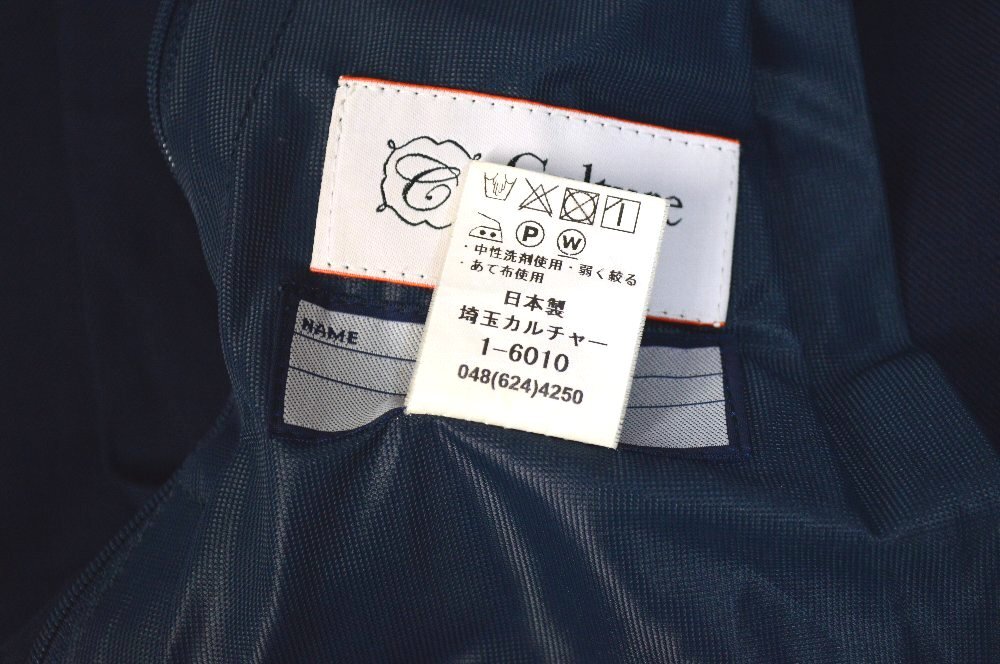 Culture
P W
・中性洗剤使用・弱く絞る
・あて布使用
日本製
埼玉カルチャー
1-6010
048(624)4250
NAME